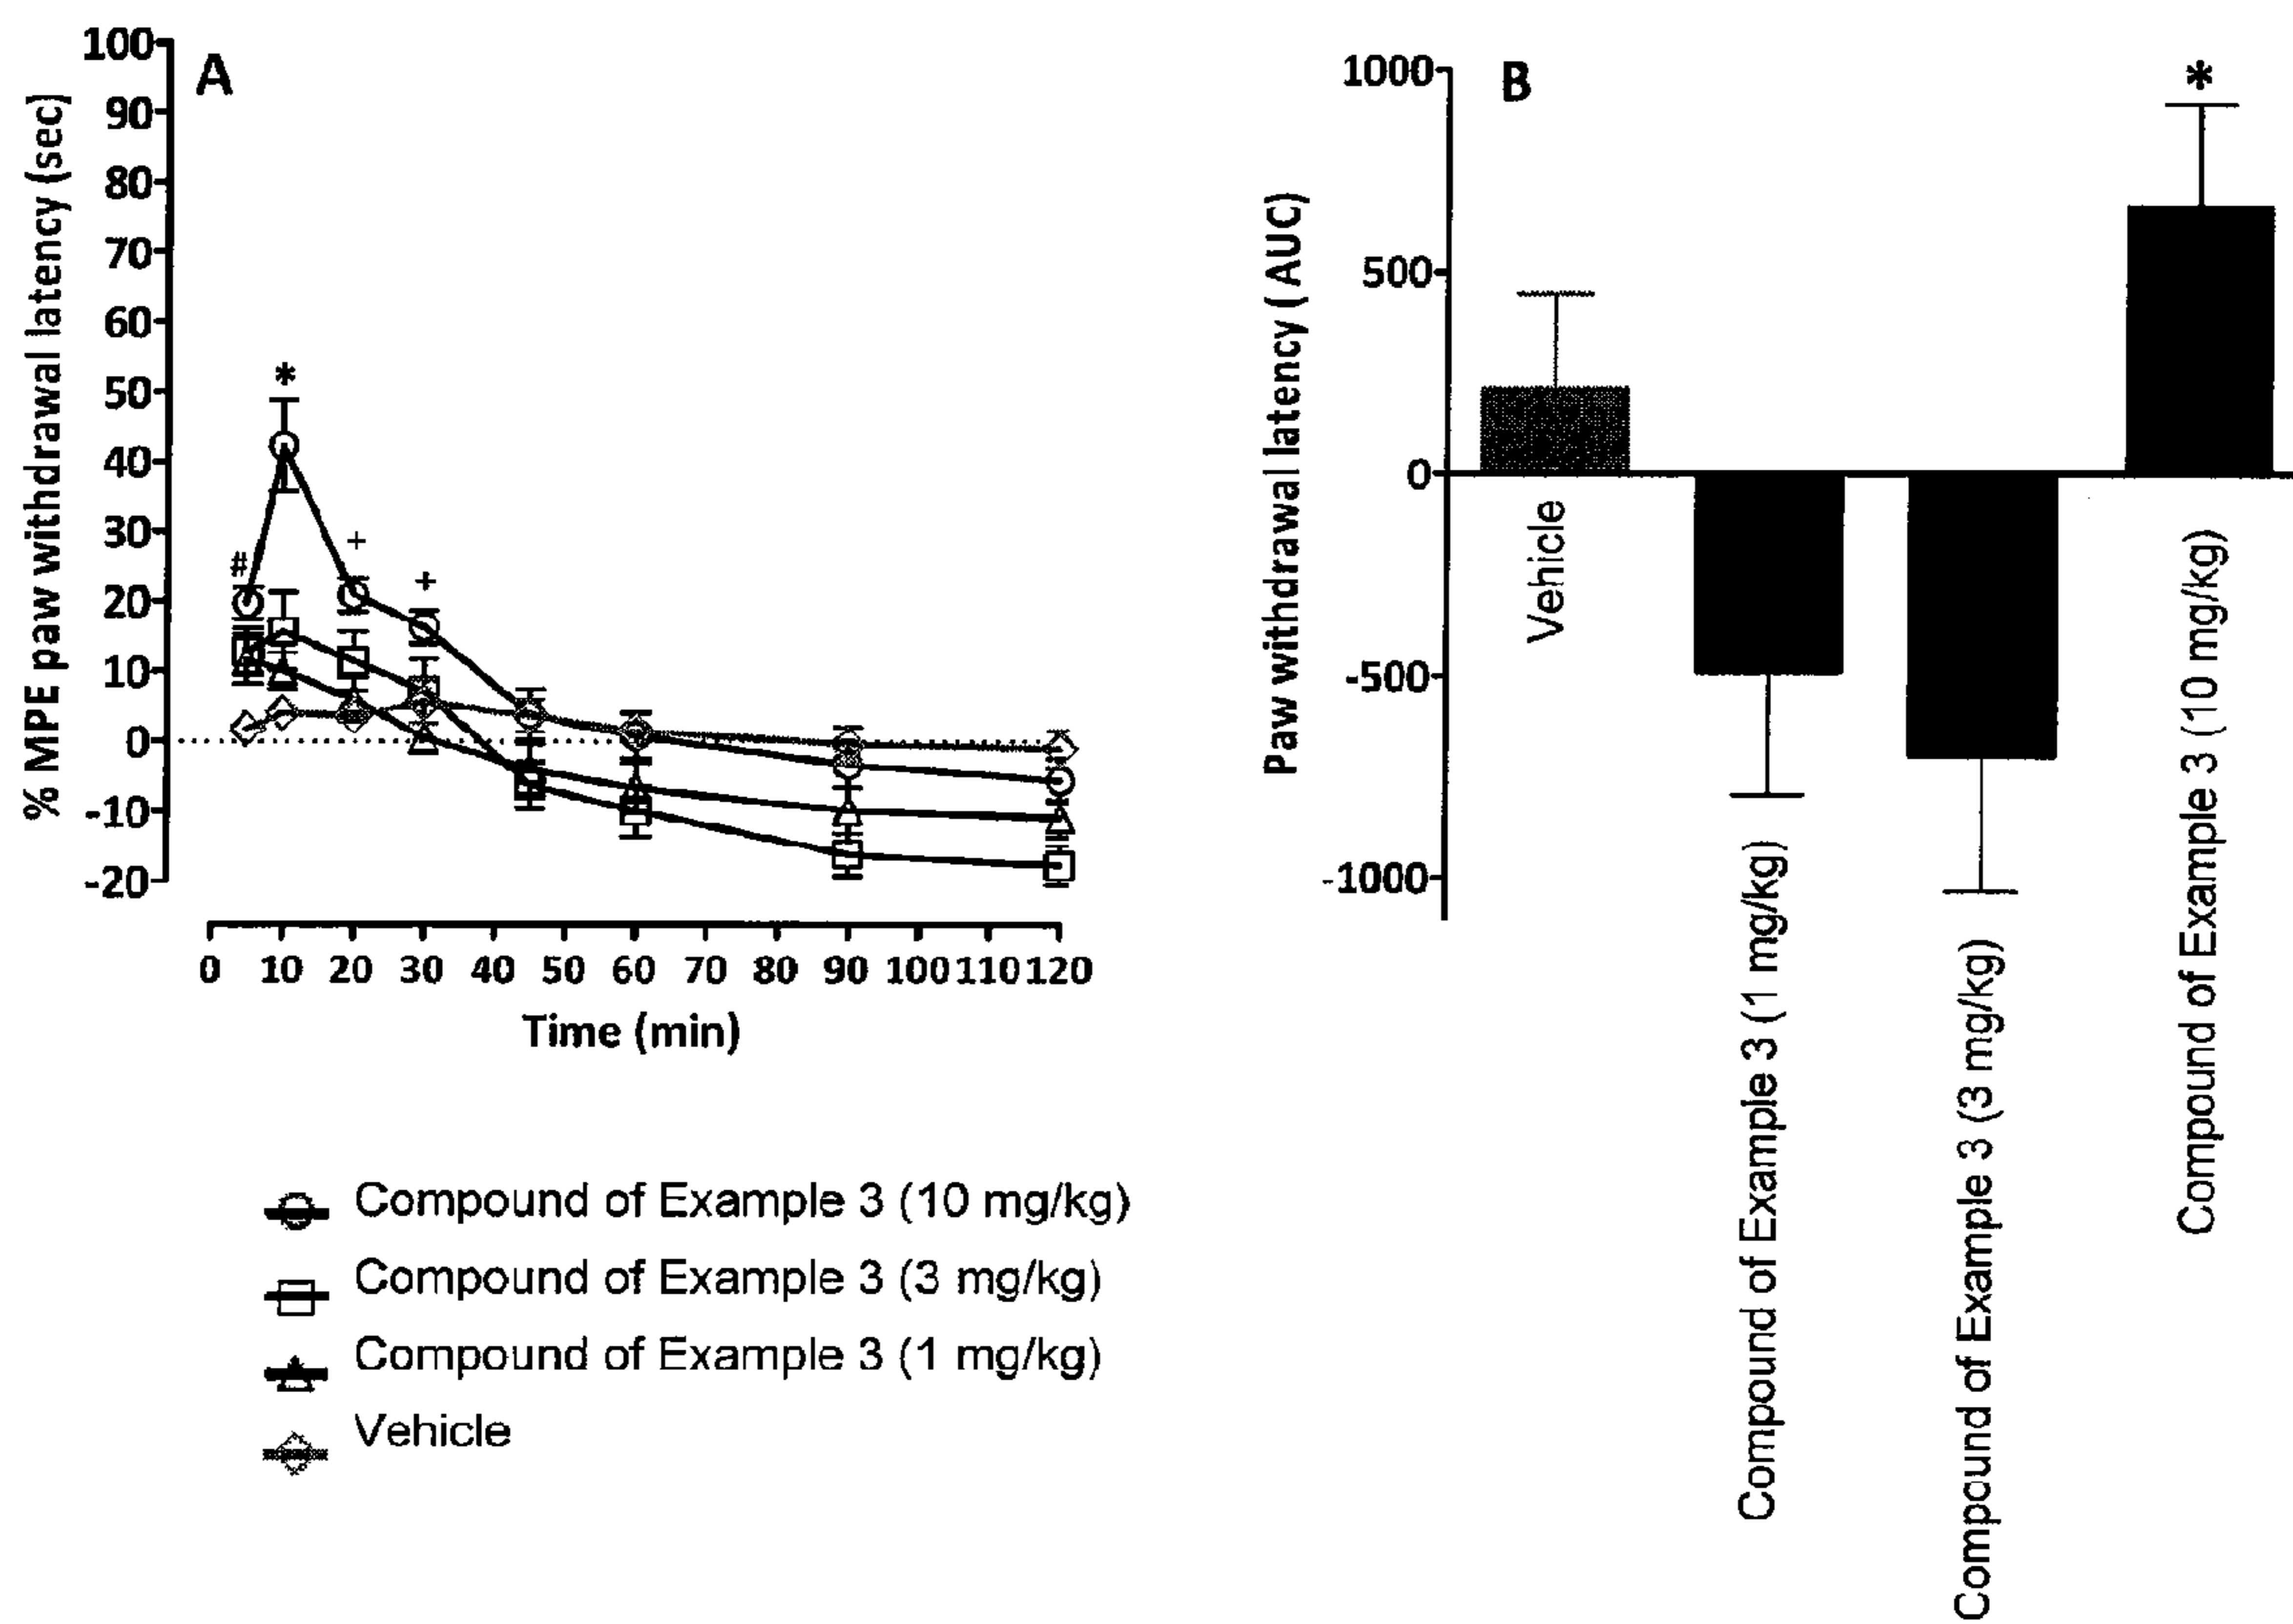 A
% MPE paw withdrawal latency (sec)
100
90
80
70
60
50
40
30
20
10
0
-10
-20
*
#
+
+
0 10 20 30 40 50 60 70 80 90 100 110 120
Time (min)
Compound of Example 3 (10 mg/kg)
Compound of Example 3 (3 mg/kg)
Compound of Example 3 (1 mg/kg)
Vehicle
B
Paw withdrawal latency (AUC)
1000
500
0
-500
-1000
*
Vehicle
Compound of Example 3 (1 mg/kg)
Compound of Example 3 (3 mg/kg)
Compound of Example 3 (10 mg/kg)